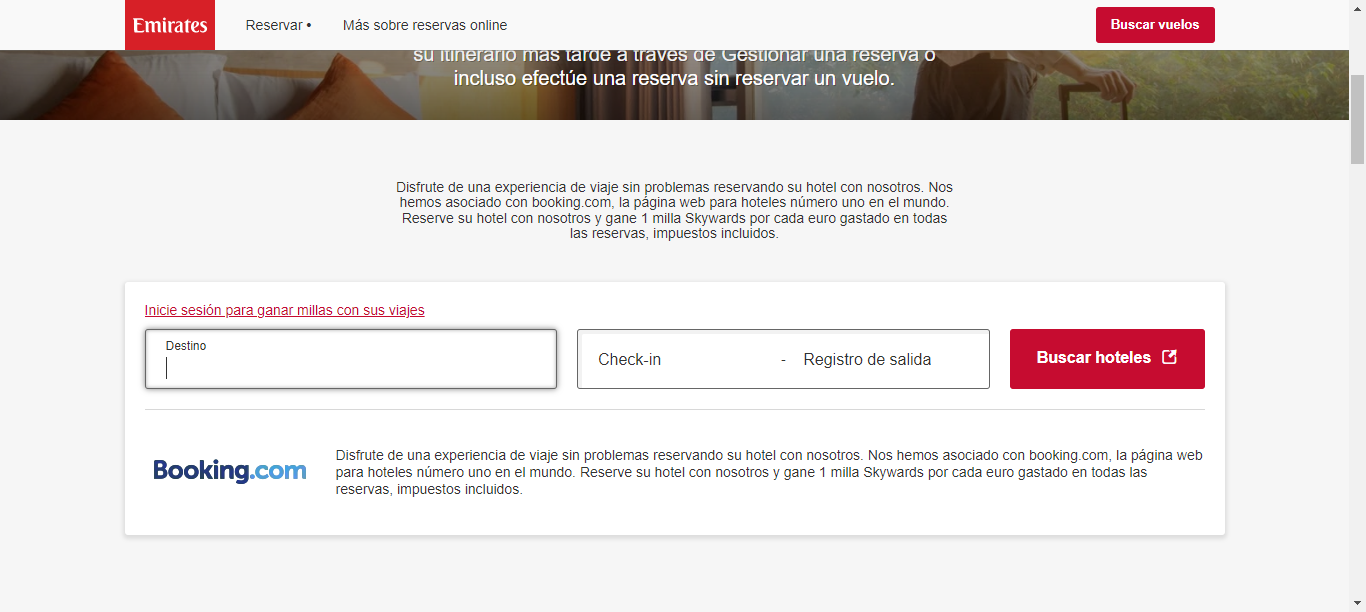 Emirates
Reservar •
Más sobre reservas online
Buscar vuelos
su itinerario más tarde a través de Gestionar una reserva o
incluso efectúe una reserva sin reservar un vuelo.
Disfrute de una experiencia de viaje sin problemas reservando su hotel con nosotros. Nos
hemos asociado con booking.com, la página web para hoteles número uno en el mundo.
Reserve su hotel con nosotros y gane 1 milla Skywards por cada euro gastado en todas
las reservas, impuestos incluidos.
Inicie sesión para ganar millas con sus viajes
Destino
Check-in - Registro de salida
Buscar hoteles
Booking.com
Disfrute de una experiencia de viaje sin problemas reservando su hotel con nosotros. Nos hemos asociado con booking.com, la página web
para hoteles número uno en el mundo. Reserve su hotel con nosotros y gane 1 milla Skywards por cada euro gastado en todas las
reservas, impuestos incluidos.